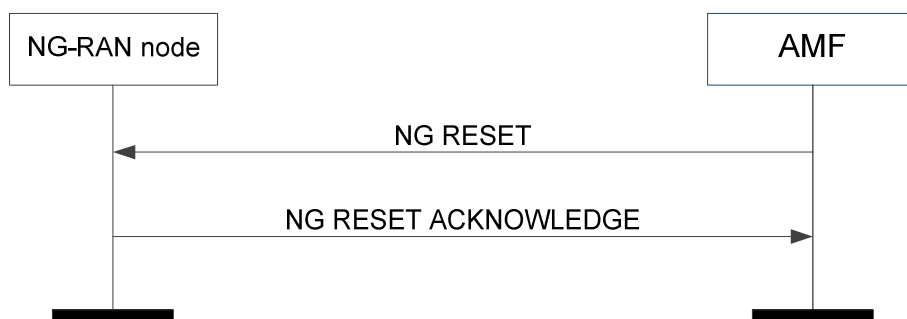 NG-RAN node
AMF
NG RESET
NG RESET ACKNOWLEDGE